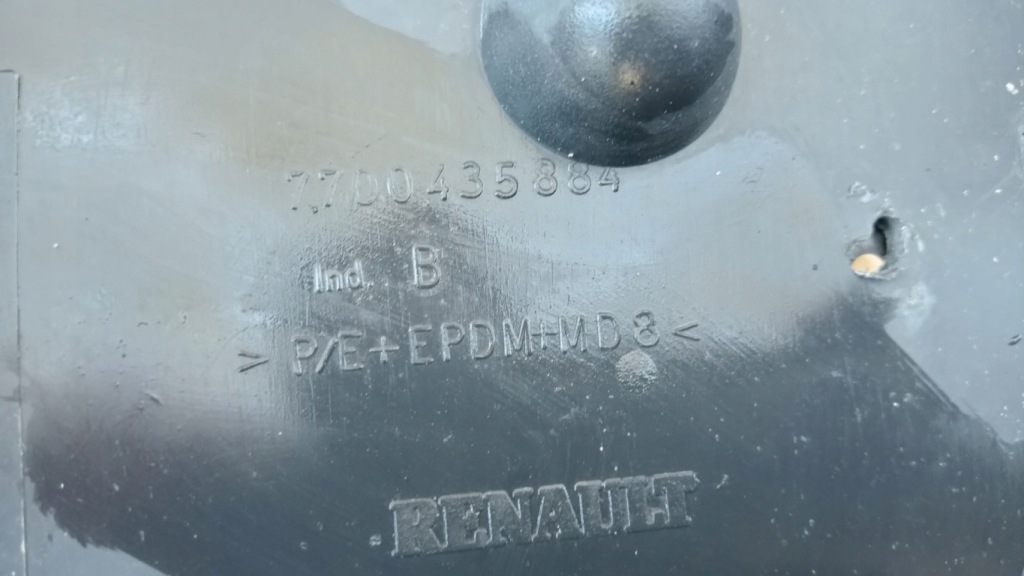 7700435884
Ind. B
>P/E+EPDM+MD8<
RENAULT